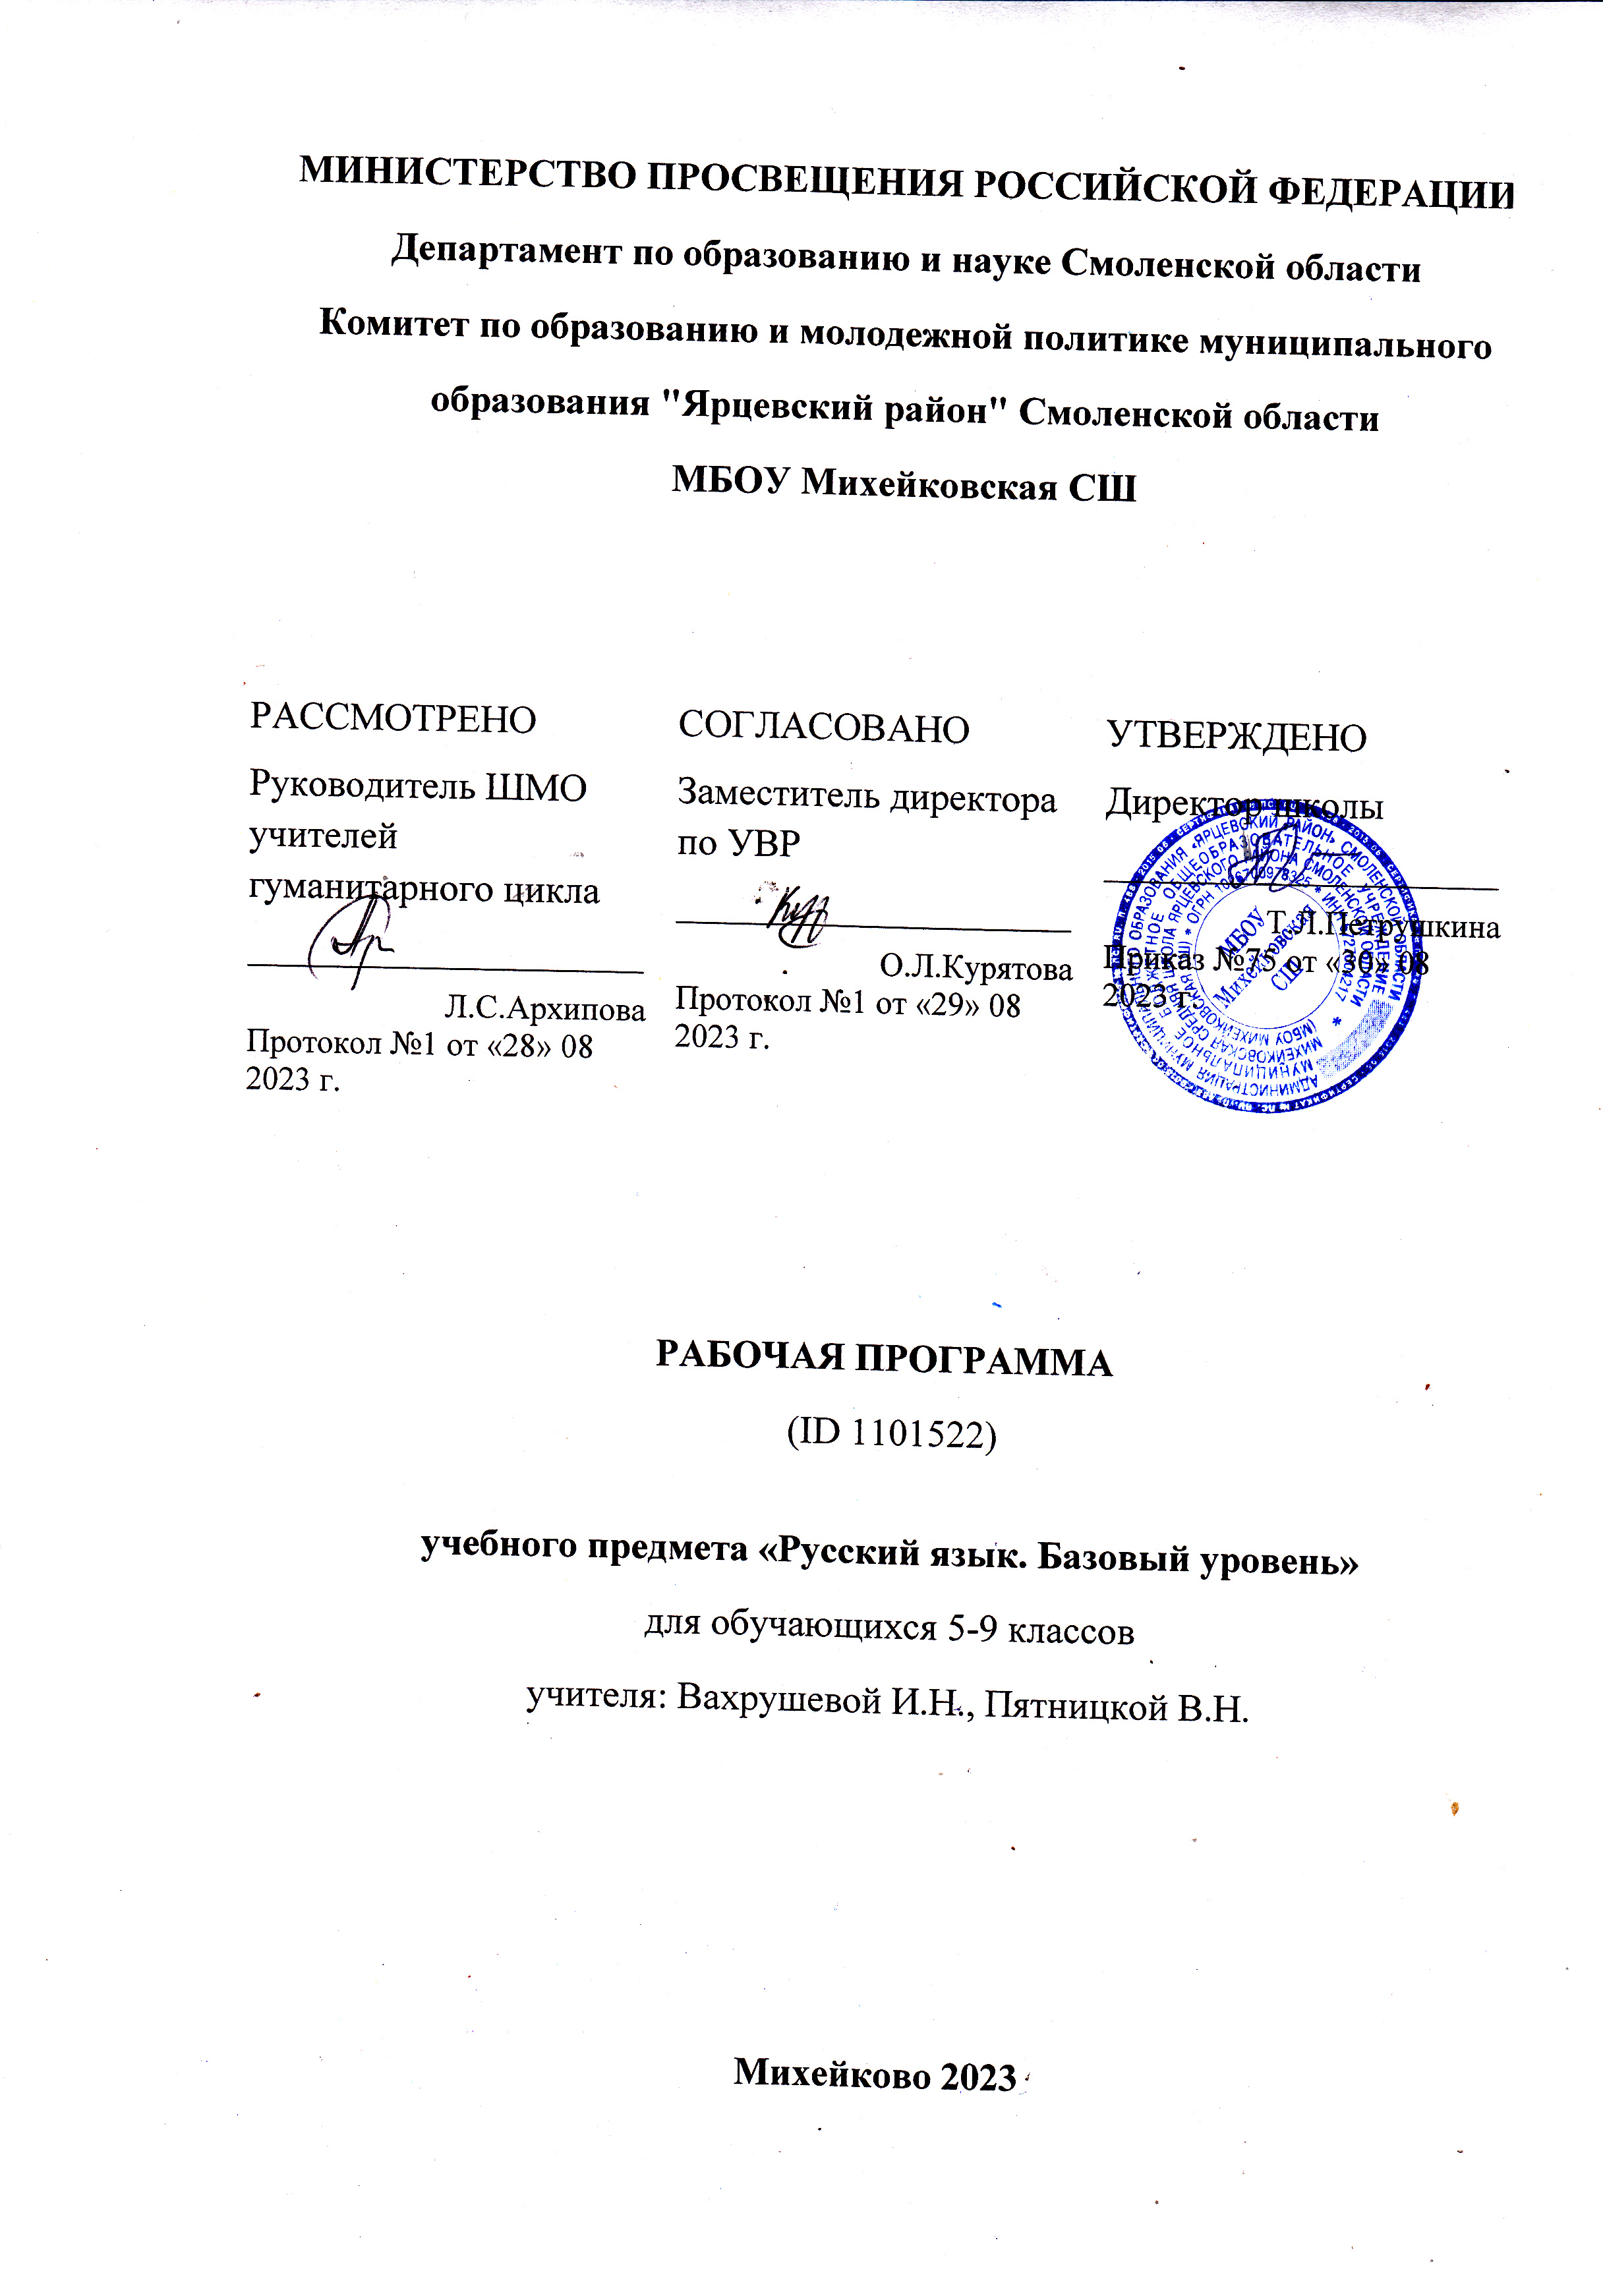 МИНИСТЕРСТВО ПРОСВЕЩЕНИЯ РОССИЙСКОЙ ФЕДЕРАЦИИ
Департамент по образованию и науке Смоленской области
Комитет по образованию и молодежной политике муниципального
образования "Ярцевский район" Смоленской области
МБОУ Михейковская СШ
РАССМОТРЕНО
Руководитель ШМО
учителей
гуманитарного цикла
Л.С.Архипова
Протокол №1 от «28» 08
2023 г.
СОГЛАСОВАНО
Заместитель директора
по УВР
О.Л.Курятова
Протокол №1 от «29» 08
2023 г.
УТВЕРЖДЕНО
Директор школы
Т.Л.Петрушкина
Приказ №75 от «30» 08
2023 г.
МБОУ
Михейковская
СШ
РАБОЧАЯ ПРОГРАММА
(ID 1101522)
учебного предмета «Русский язык. Базовый уровень»
для обучающихся 5-9 классов
учителя: Вахрушевой И.Н., Пятницкой В.Н.
Михейково 2023